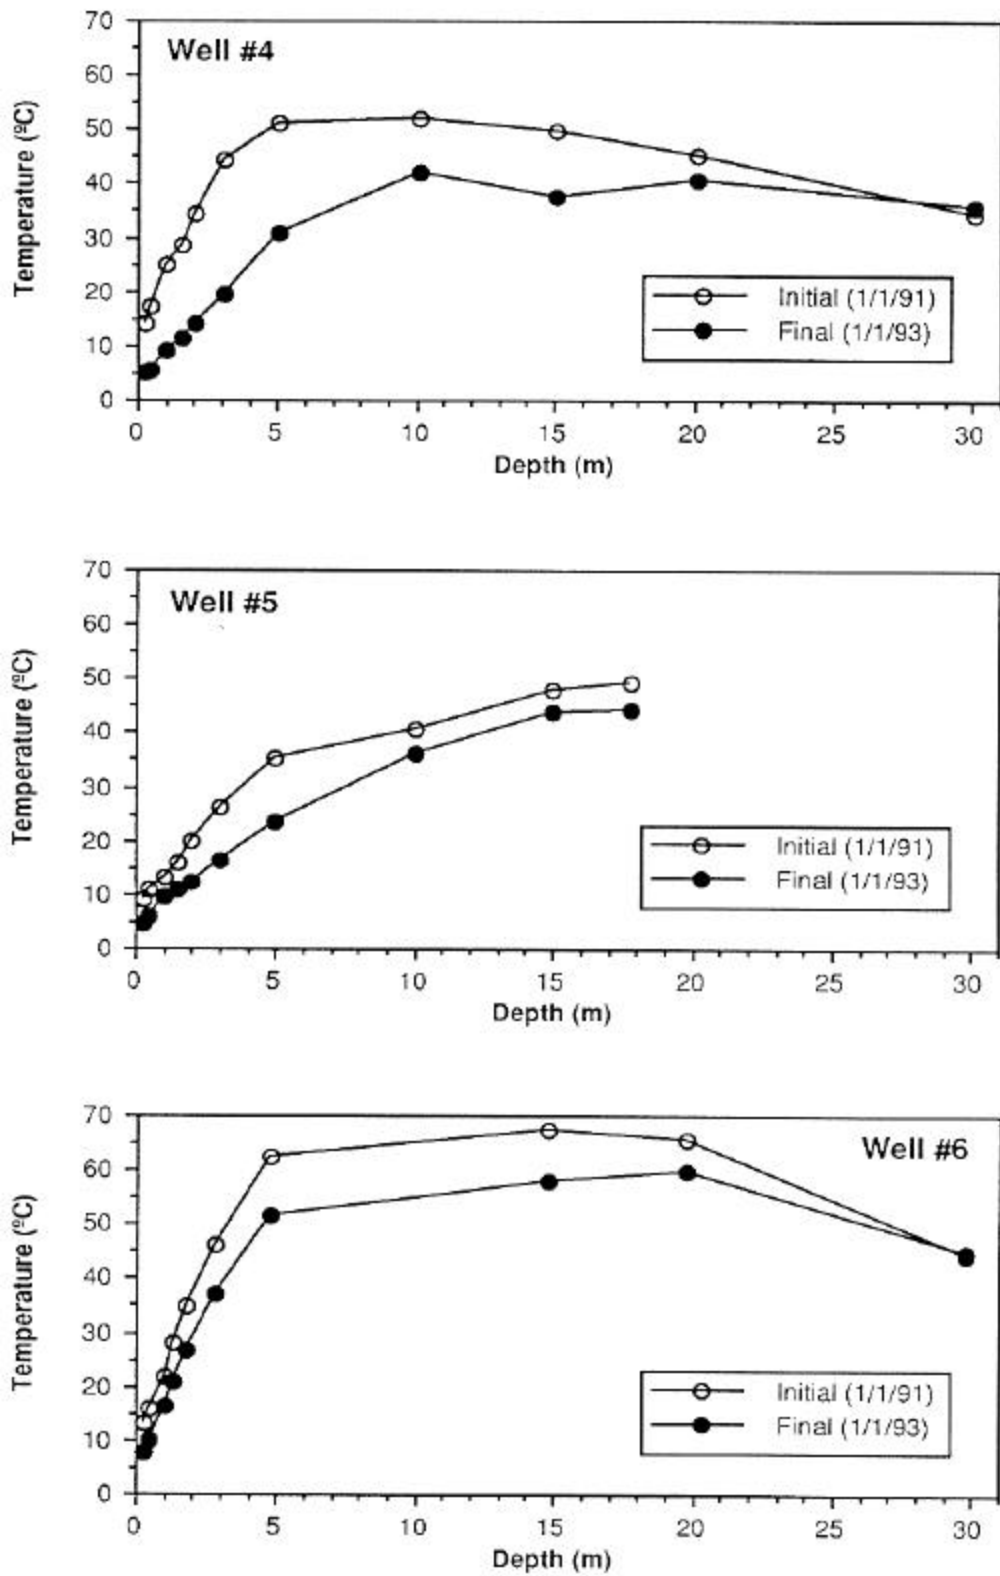 70
Well #4
60
50
40
30
20
10
0
Temperature (ºC)
Initial (1/1/91)
Final (1/1/93)
0 5 10 15 20 25 30
Depth (m)
70
Well #5
60
50
40
30
20
10
0
Temperature (ºC)
Initial (1/1/91)
Final (1/1/93)
0 5 10 15 20 25 30
Depth (m)
70
Well #6
60
50
40
30
20
10
0
Temperature (ºC)
Initial (1/1/91)
Final (1/1/93)
0 5 10 15 20 25 30
Depth (m)